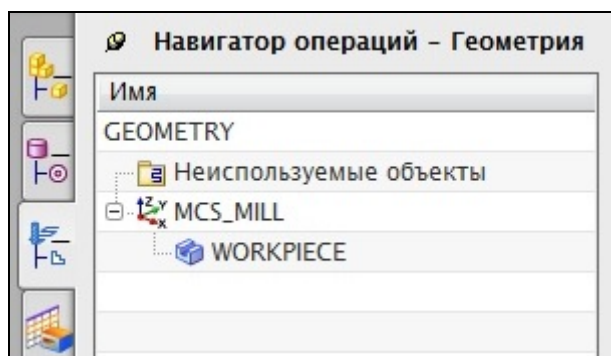 Навигатор операций – Геометрия
Имя
GEOMETRY
Неиспользуемые объекты
MCS_MILL
WORKPIECE